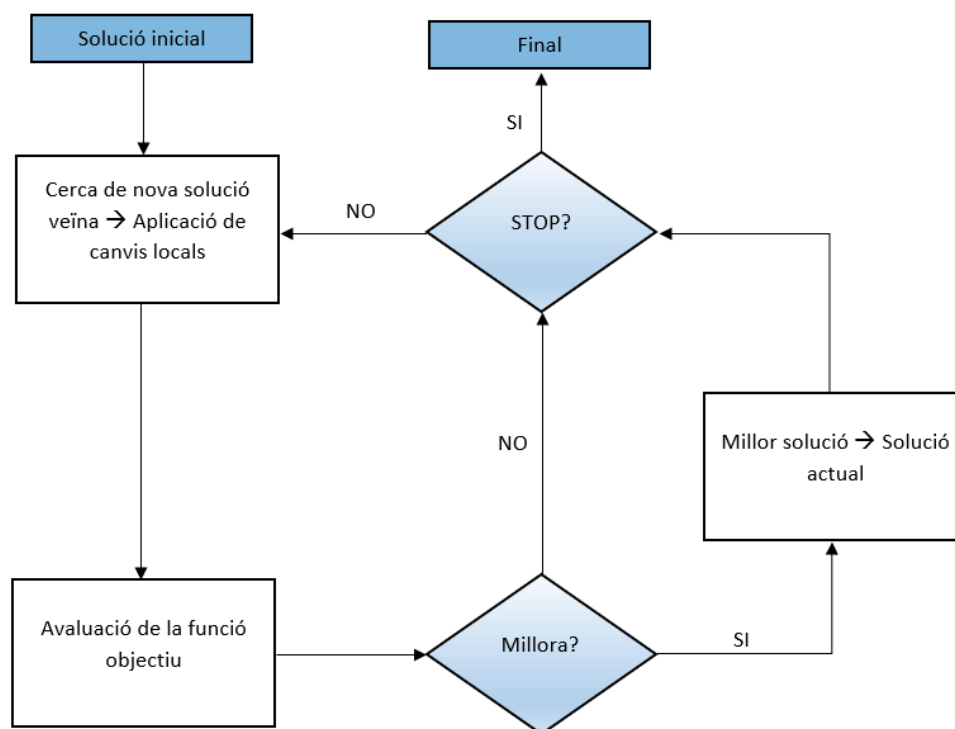 Solució inicial
Final
SI
Cerca de nova solució
veïna → Aplicació de
canvis locals
NO
STOP?
NO
Millor solució → Solució
actual
Avaluació de la funció
objectiu
Millora?
SI